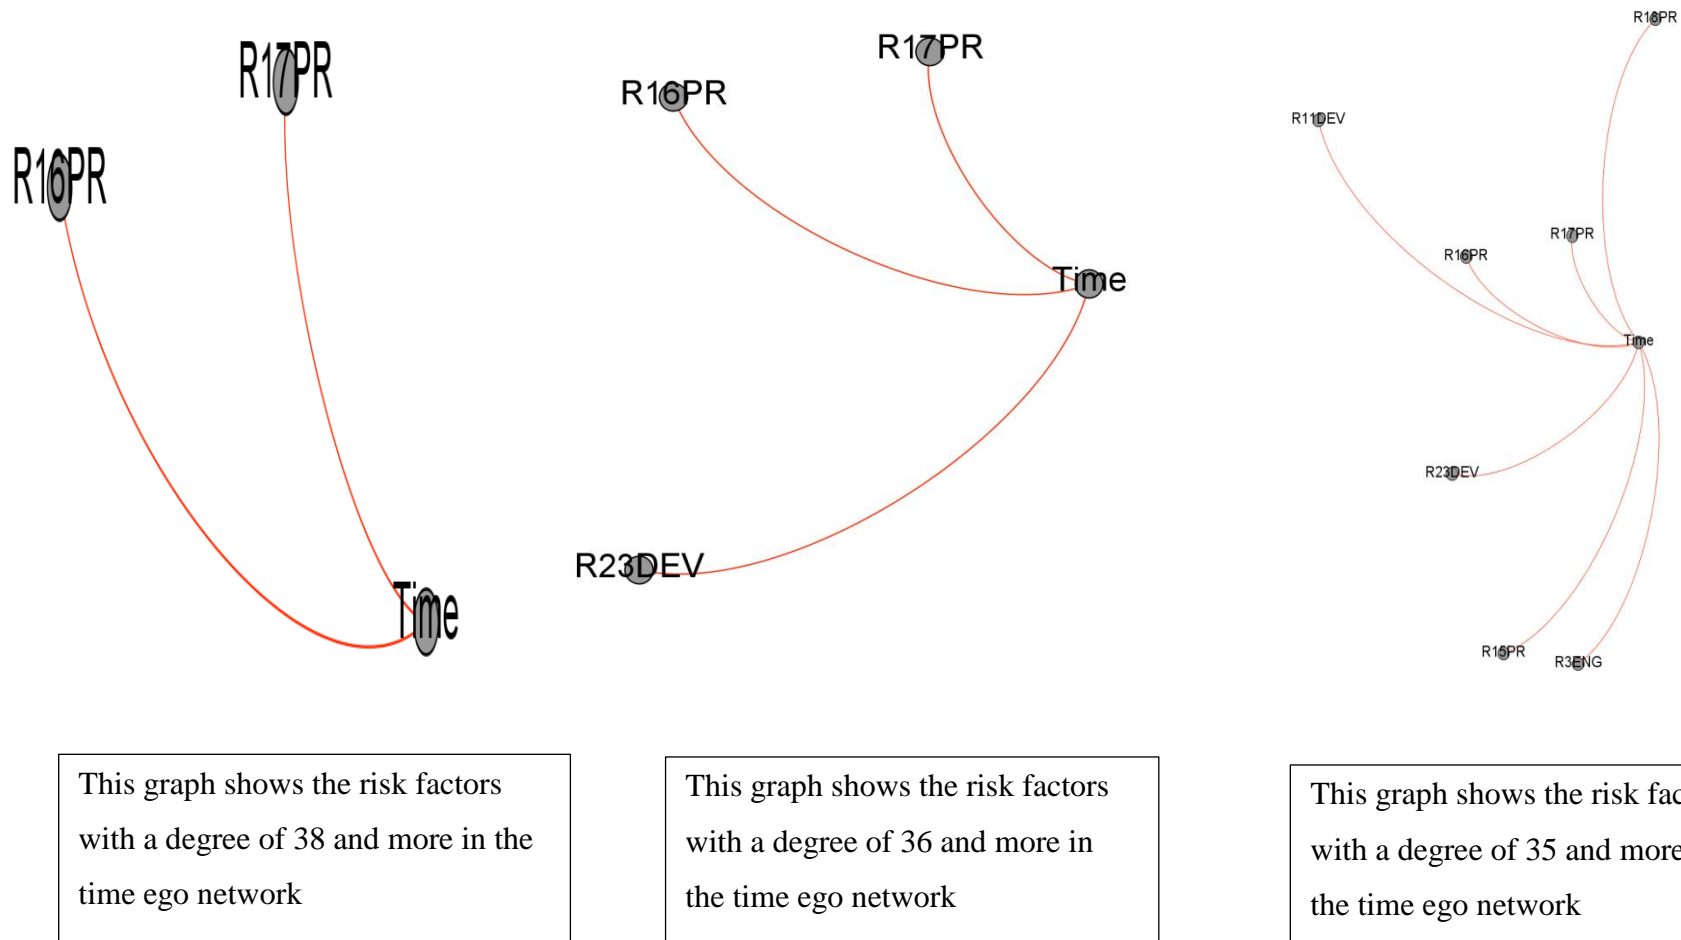 R17PR
R16PR
Time
R17PR
R16PR
Time
R23DEV
R18PR
R11DEV
R17PR
R16PR
Time
R23DEV
R15PR
R3ENG
This graph shows the risk factors
with a degree of 38 and more in the
time ego network
This graph shows the risk factors
with a degree of 36 and more in
the time ego network
This graph shows the risk fac
with a degree of 35 and more
the time ego network